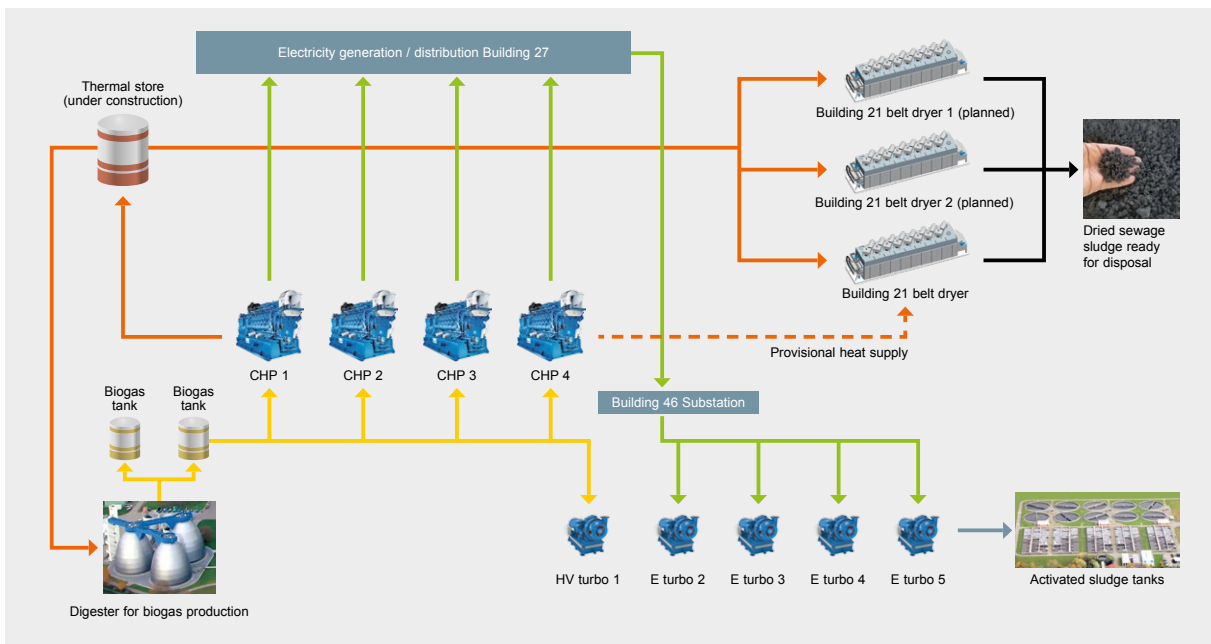 Electricity generation / distribution Building 27
Thermal store
(under construction)
Building 21 belt dryer 1 (planned)
Building 21 belt dryer 2 (planned)
Dried sewage
sludge ready
for disposal
Building 21 belt dryer
Provisional heat supply
CHP 1
CHP 2
CHP 3
CHP 4
Biogas
tank
Biogas
tank
Building 46 Substation
HV turbo 1
E turbo 2
E turbo 3
E turbo 4
E turbo 5
Activated sludge tanks
Digester for biogas production